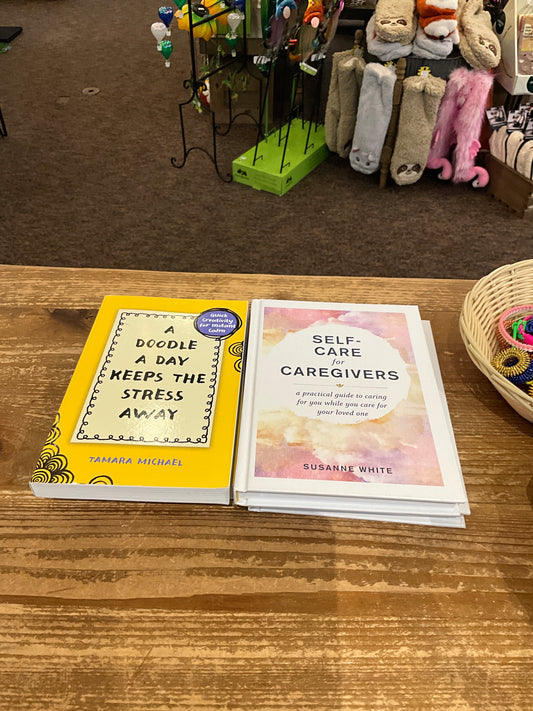 Quick
Creativity
for Instant
Calm
A
DOODLE
A DAY
KEEPS THE
STRESS
AWAY
TAMARA MICHAEL
SELF-
CARE for
CAREGIVERS
a practical guide to caring
for you while you care for
your loved one
SUSANNE WHITE